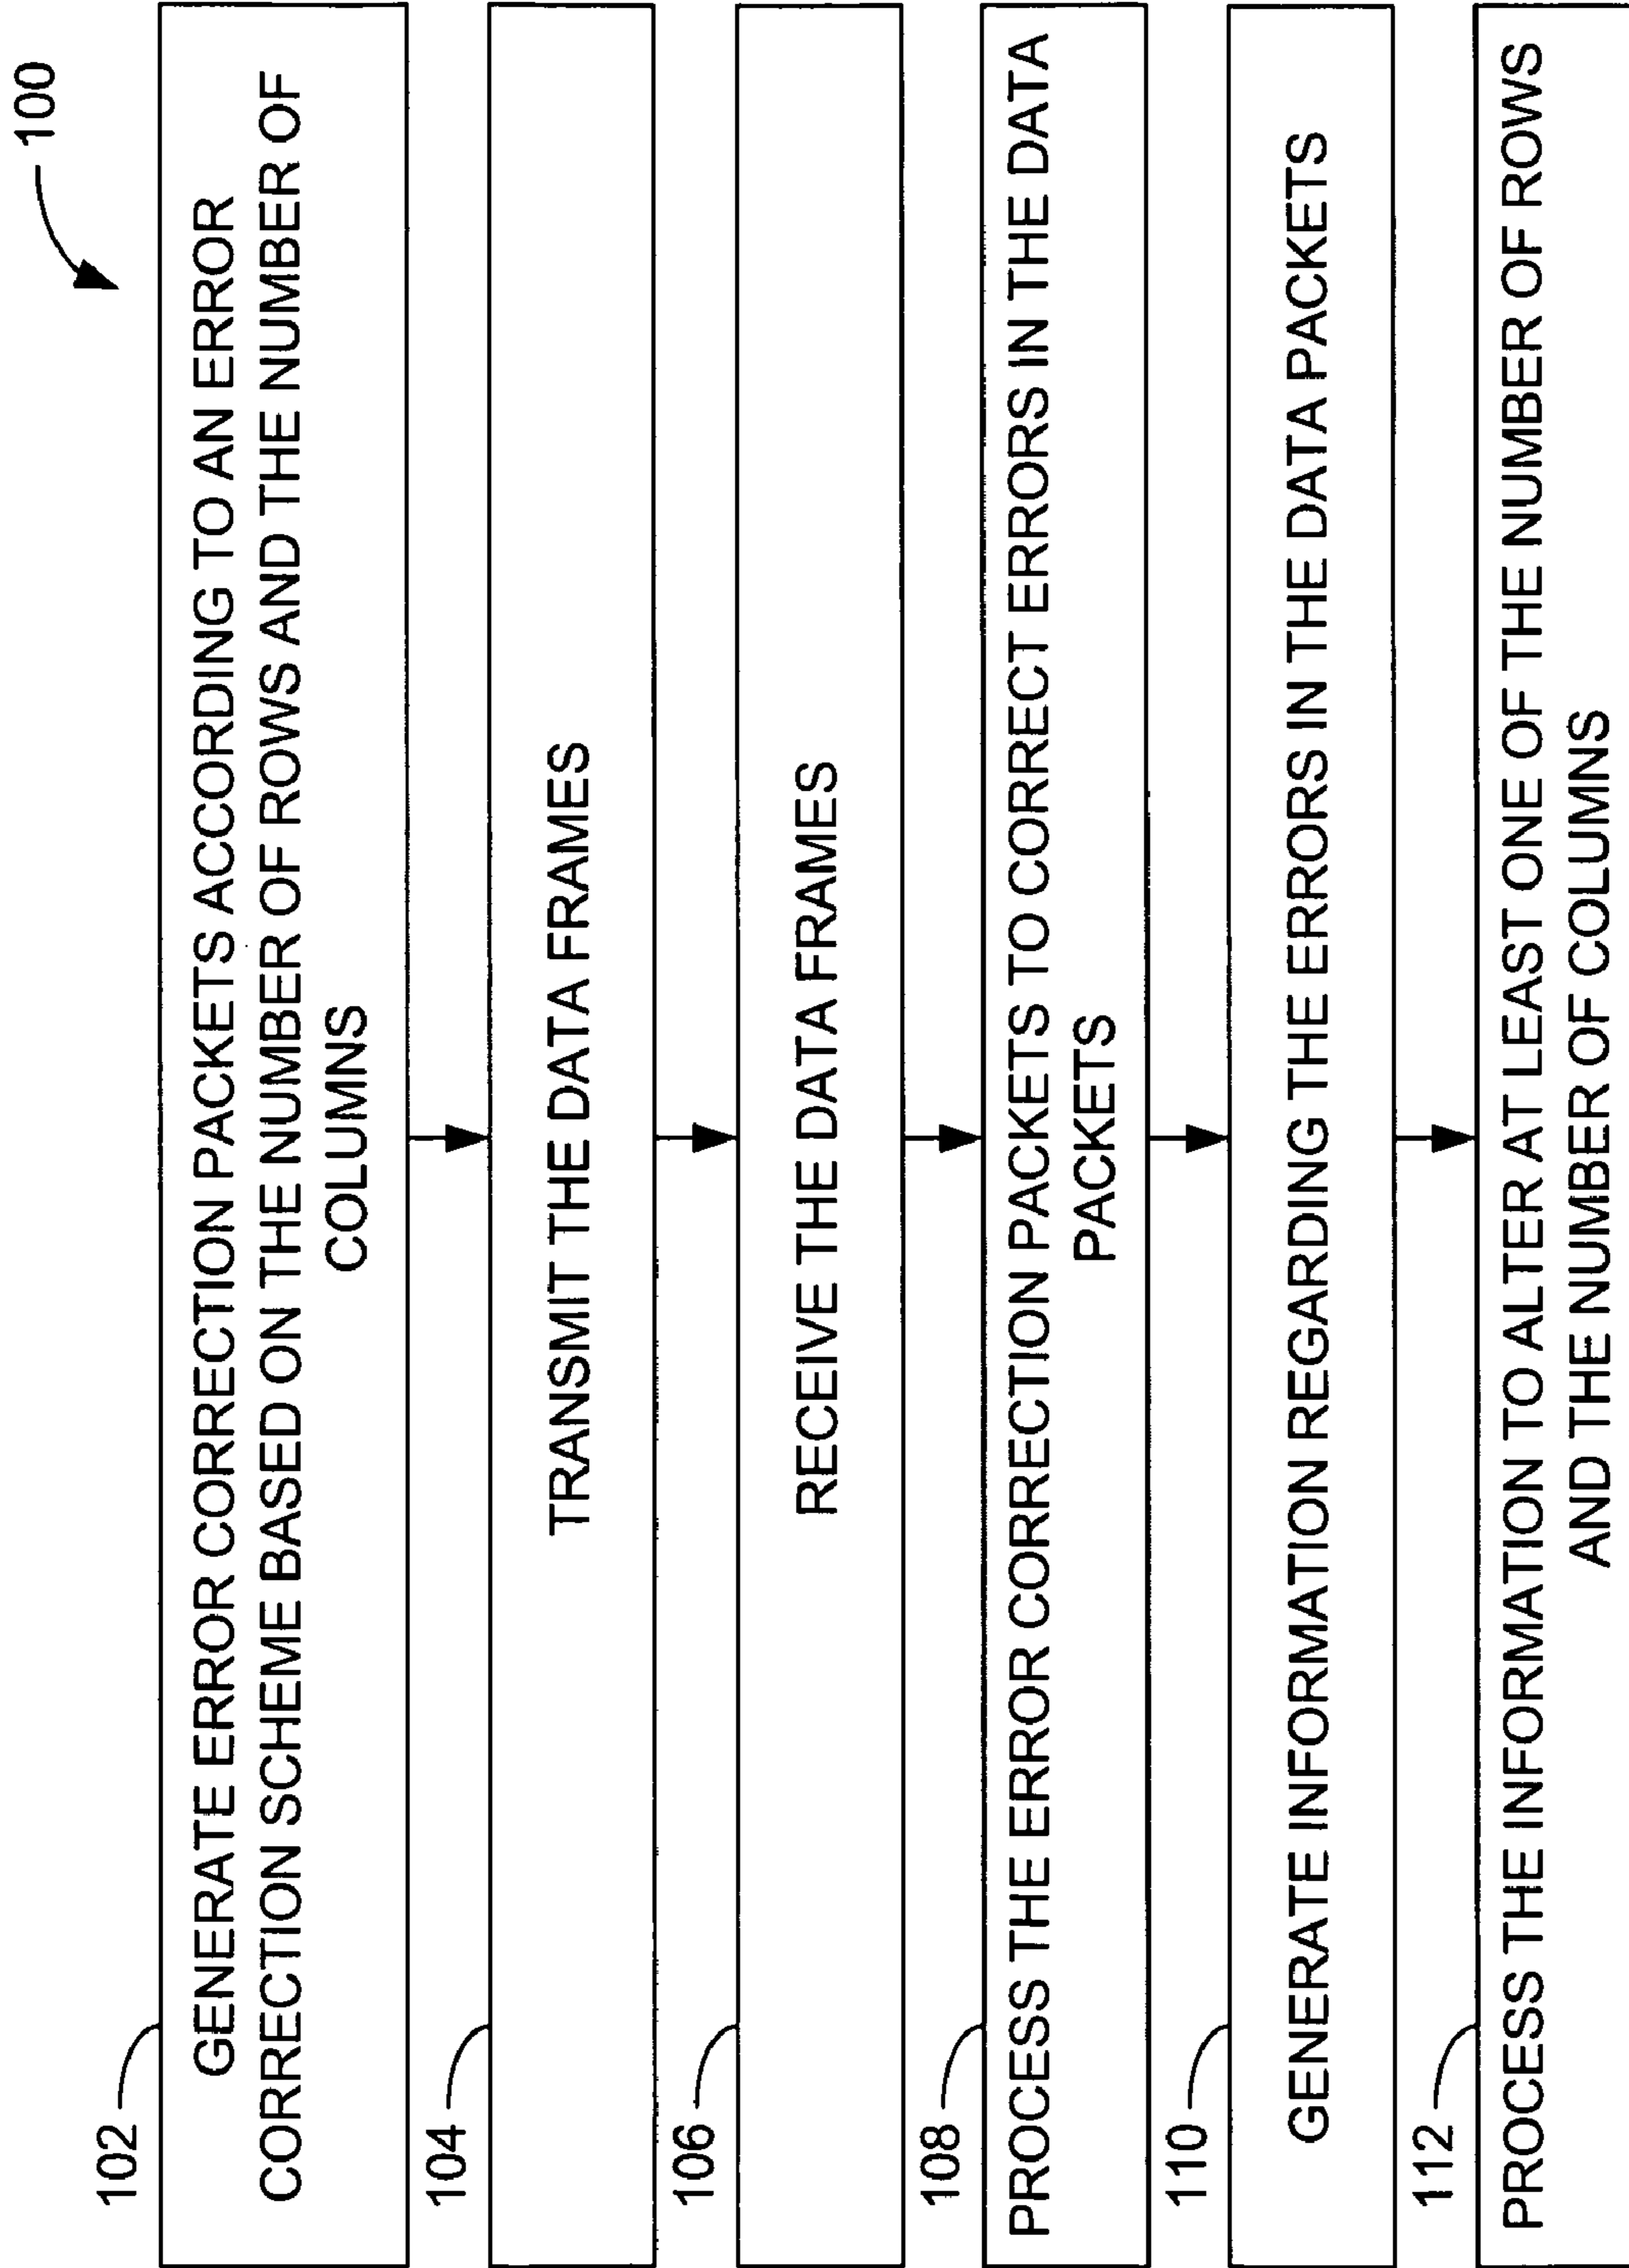 100
102
GENERATE ERROR CORRECTION PACKETS ACCORDING TO AN ERROR
CORRECTION SCHEME BASED ON THE NUMBER OF ROWS AND THE NUMBER OF
COLUMNS
104
TRANSMIT THE DATA FRAMES
106
RECEIVE THE DATA FRAMES
108
PROCESS THE ERROR CORRECTION PACKETS TO CORRECT ERRORS IN THE DATA
PACKETS
110
GENERATE INFORMATION REGARDING THE ERRORS IN THE DATA PACKETS
112
PROCESS THE INFORMATION TO ALTER AT LEAST ONE OF THE NUMBER OF ROWS
AND THE NUMBER OF COLUMNS